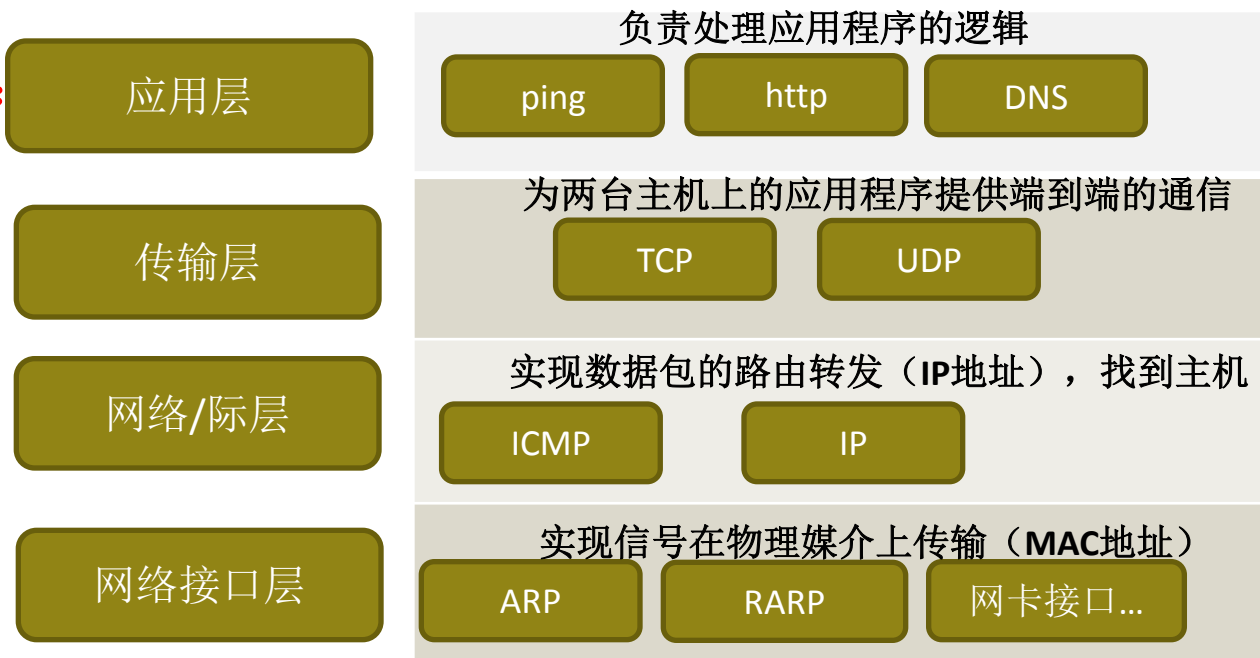 负责处理应用程序的逻辑
应用层
ping
http
DNS
为两台主机上的应用程序提供端到端的通信
传输层
TCP
UDP
实现数据包的路由转发（IP地址），找到主机
网络/际层
ICMP
IP
实现信号在物理媒介上传输（MAC地址）
网络接口层
ARP
RARP
网卡接口...